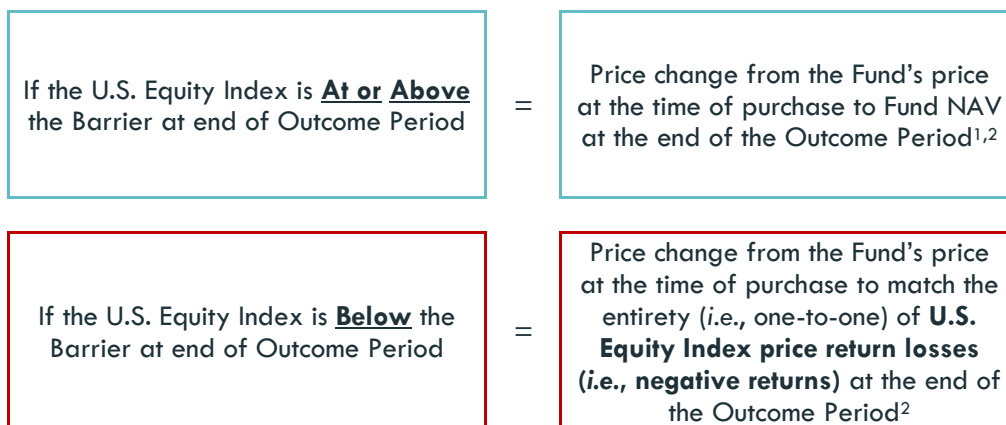 If the U.S. Equity Index is At or Above
the Barrier at end of Outcome Period
=
Price change from the Fund’s price
at the time of purchase to Fund NAV
at the end of the Outcome Period1,2
If the U.S. Equity Index is Below the
Barrier at end of Outcome Period
=
Price change from the Fund’s price
at the time of purchase to match the
entirety (i.e., one-to-one) of U.S.
Equity Index price return losses
(i.e., negative returns) at the end of
the Outcome Period2